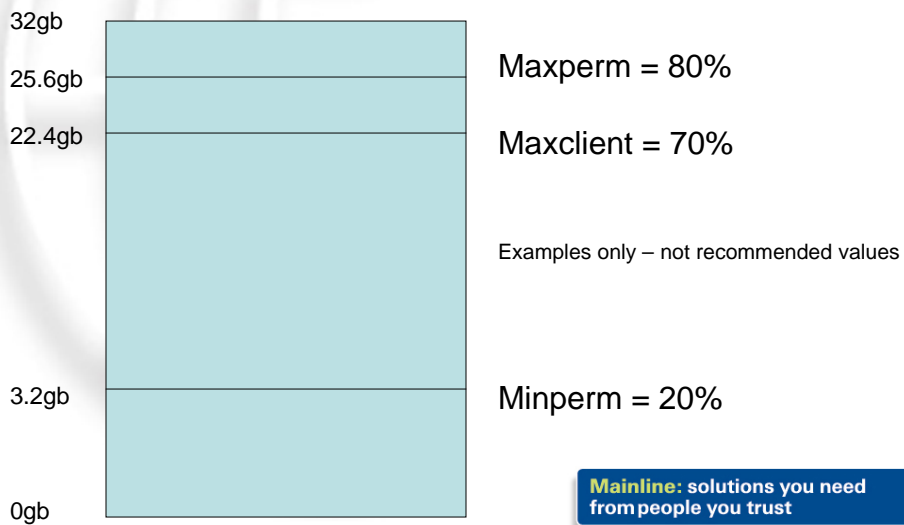 32gb
25.6gb
Maxperm = 80%
22.4gb
Maxclient = 70%
Examples only – not recommended values
3.2gb
Minperm = 20%
0gb
Mainline: solutions you need
from people you trust